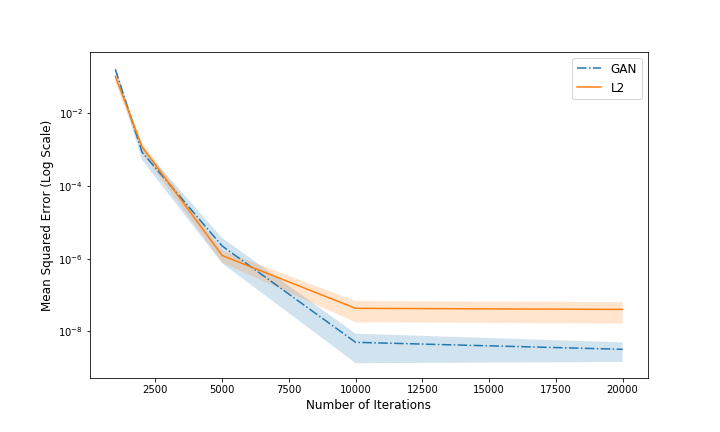 GAN
L2
Mean Squared Error (Log Scale)
10⁻²
10⁻⁴
10⁻⁶
10⁻⁸
2500 5000 7500 10000 12500 15000 17500 20000
Number of Iterations